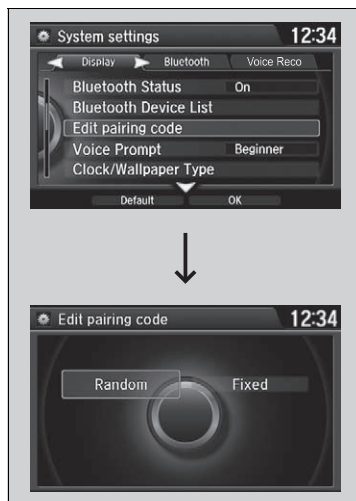 System settings 12:34
Display Bluetooth Voice Reco
Bluetooth Status On
Bluetooth Device List
Edit pairing code
Voice Prompt Beginner
Clock/Wallpaper Type
Default OK
Edit pairing code 12:34
Random Fixed